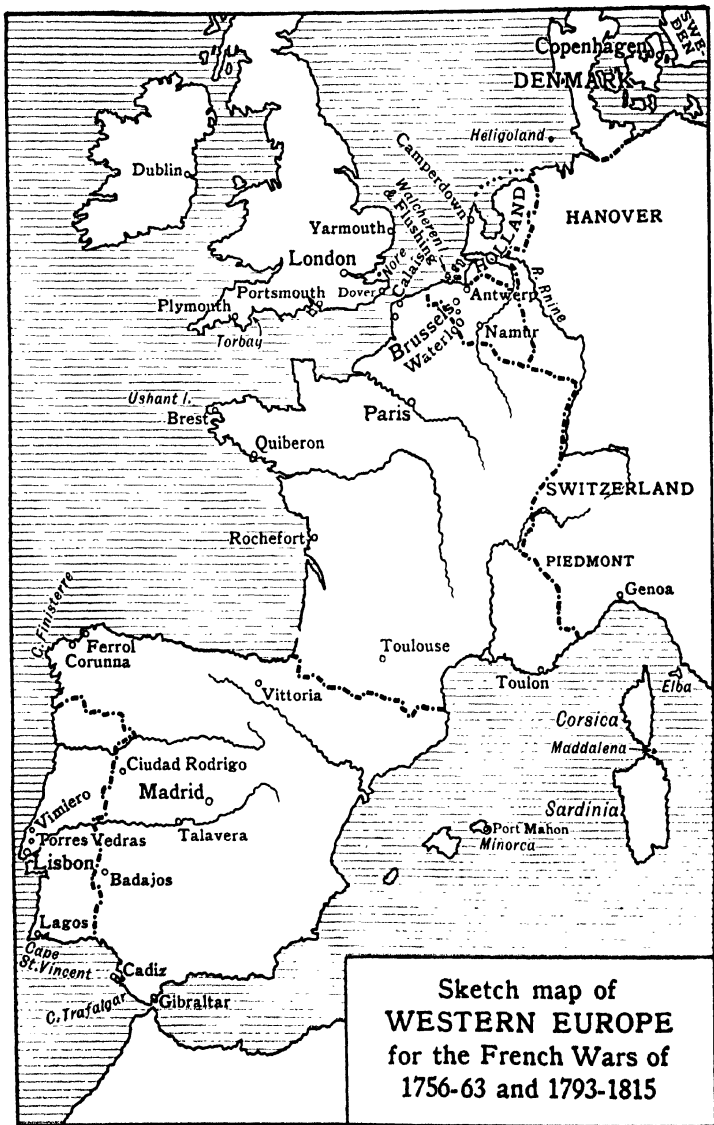 SWE-
DEN
Copenhagen
DENMARK
Heligoland
Camperdown
Dublin
Walcheren
& Flushing
HANOVER
Yarmouth
HOLLAND
London
Nore
Calais
R. Rhine
Portsmouth
Dover
Antwerp
Plymouth
Brussels
Namur
Torbay
Waterloo
Ushant I.
Brest
Paris
Quiberon
SWITZERLAND
Rochefort
PIEDMONT
Genoa
C. Finisterre
Ferrol
Corunna
Toulouse
Toulon
Vittoria
Elba
Corsica
Maddalena
Ciudad Rodrigo
Madrid
Sardinia
Vimiero
Talavera
Port Mahon
Porres Vedras
Minorca
Lisbon
Badajos
Lagos
Cape
St. Vincent
Cadiz
C. Trafalgar
Gibraltar
Sketch map of
WESTERN EUROPE
for the French Wars of
1756-63 and 1793-1815